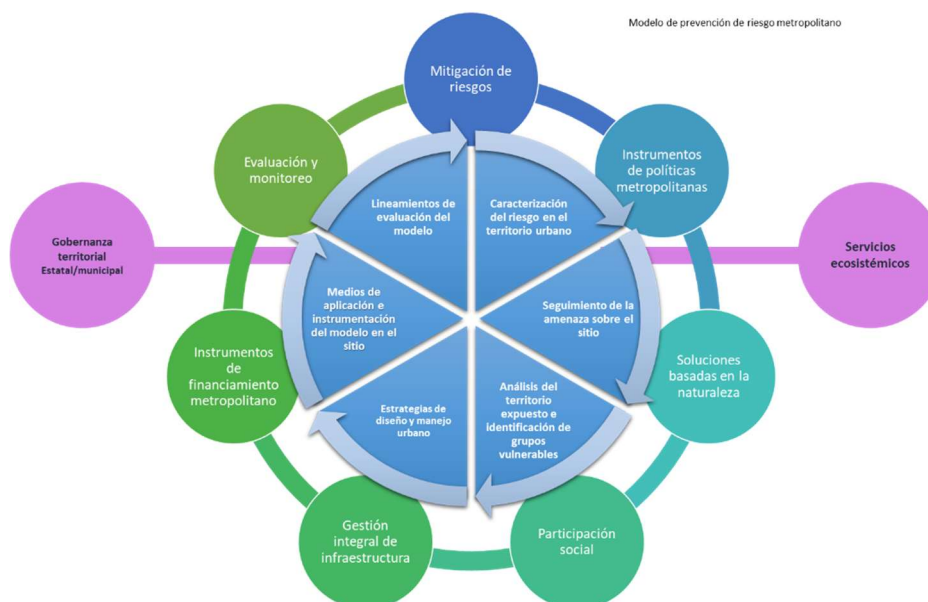 Modelo de prevención de riesgo metropolitano
Mitigación de
riesgos
Evaluación y
monitoreo
Instrumentos
de políticas
metropolitanas
Lineamientos de
evaluación del
modelo
Caracterización
del riesgo en el
territorio urbano
Gobernanza
territorial
Estatal/municipal
Servicios
ecosistémicos
Medios de
aplicación e
instrumentación
del modelo en el
sitio
Seguimiento de la
amenaza sobre el
sitio
Instrumentos
de
financiamiento
metropolitano
Soluciones
basadas en la
naturaleza
Estrategias de
diseño y manejo
urbano
Análisis del
territorio
expuesto e
identificación de
grupos
vulnerables
Gestión
integral de
infraestructura
Participación
social